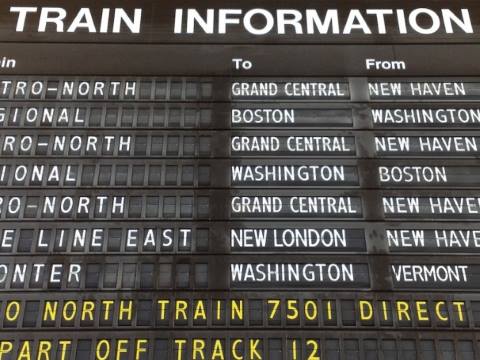 TRAIN INFORMATION
in To From
TRO-NORTH GRAND CENTRAL NEW HAVEN
GIONAL BOSTON WASHINGTON
RO-NORTH GRAND CENTRAL NEW HAVEN
IONAL WASHINGTON BOSTON
RO-NORTH GRAND CENTRAL NEW HAVE
E LINE EAST NEW LONDON NEW HAVE
ONTER WASHINGTON VERMONT
O NORTH TRAIN 7501 DIRECT
PART OFF TRACK 12